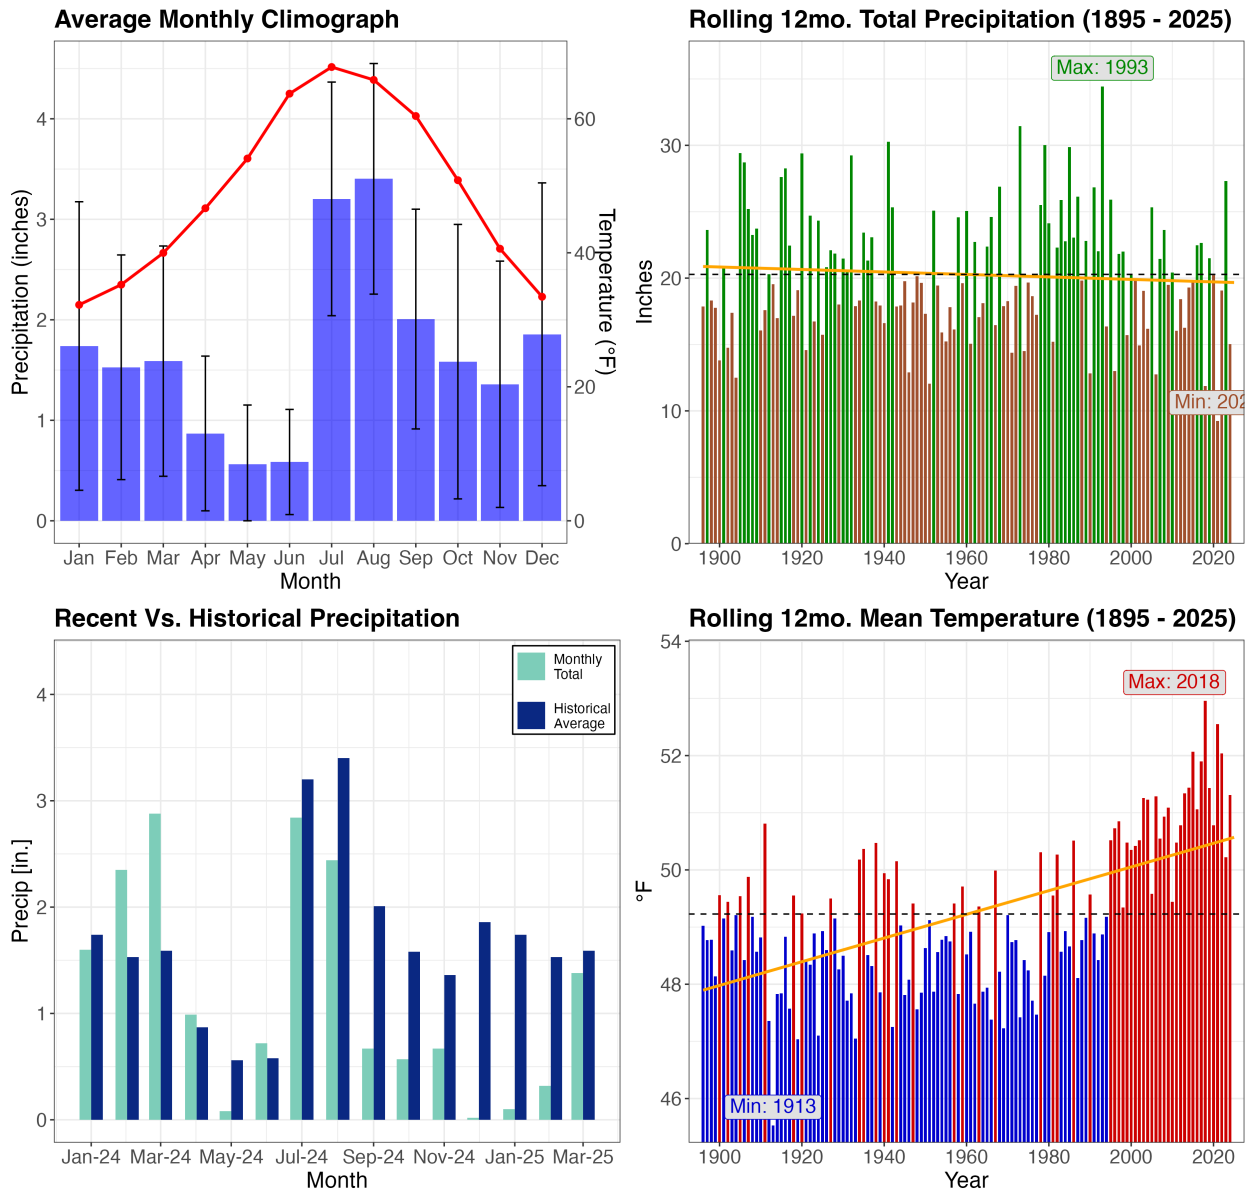 Average Monthly Climograph
Precipitation (inches)
4
3
2
1
0
60
40
20
0
Temperature (°F)
Jan Feb Mar Apr May Jun Jul Aug Sep Oct Nov Dec
Month
Rolling 12mo. Total Precipitation (1895 - 2025)
Inches
30
20
10
0
Max: 1993
Min: 202
1900 1920 1940 1960 1980 2000 2020
Year
Recent Vs. Historical Precipitation
Precip [in.]
4
3
2
1
0
Monthly
Total
Historical
Average
Jan-24 Mar-24 May-24 Jul-24 Sep-24 Nov-24 Jan-25 Mar-25
Month
Rolling 12mo. Mean Temperature (1895 - 2025)
°F
54
52
50
48
46
Max: 2018
Min: 1913
1900 1920 1940 1960 1980 2000 2020
Year